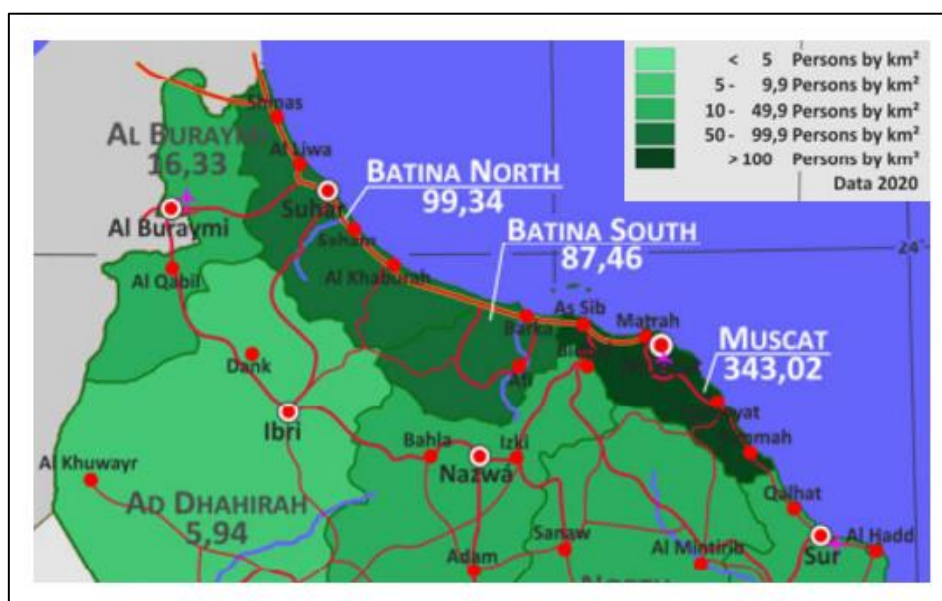 < 5 Persons by km²
5 - 9,9 Persons by km²
10 - 49,9 Persons by km²
50 - 99,9 Persons by km²
> 100 Persons by km²
Data 2020
Shinas
AL BURAYMI
16,33
Al Liwa
BATINA NORTH
99,34
Suhar
Al Buraymi
Saham
BATINA SOUTH
87,46
24°
Al Qabil
Al Khaburah
As Sib
Barka
Matrah
MUSCAT
343,02
Dank
Afi
Ibri
Bahla
Izki
Nazwá
Al Khuwayr
AD DHAHIRAH
5,94
Qalhat
Sanaw
Al Mintirib
Sur
Al Hadd
Adam